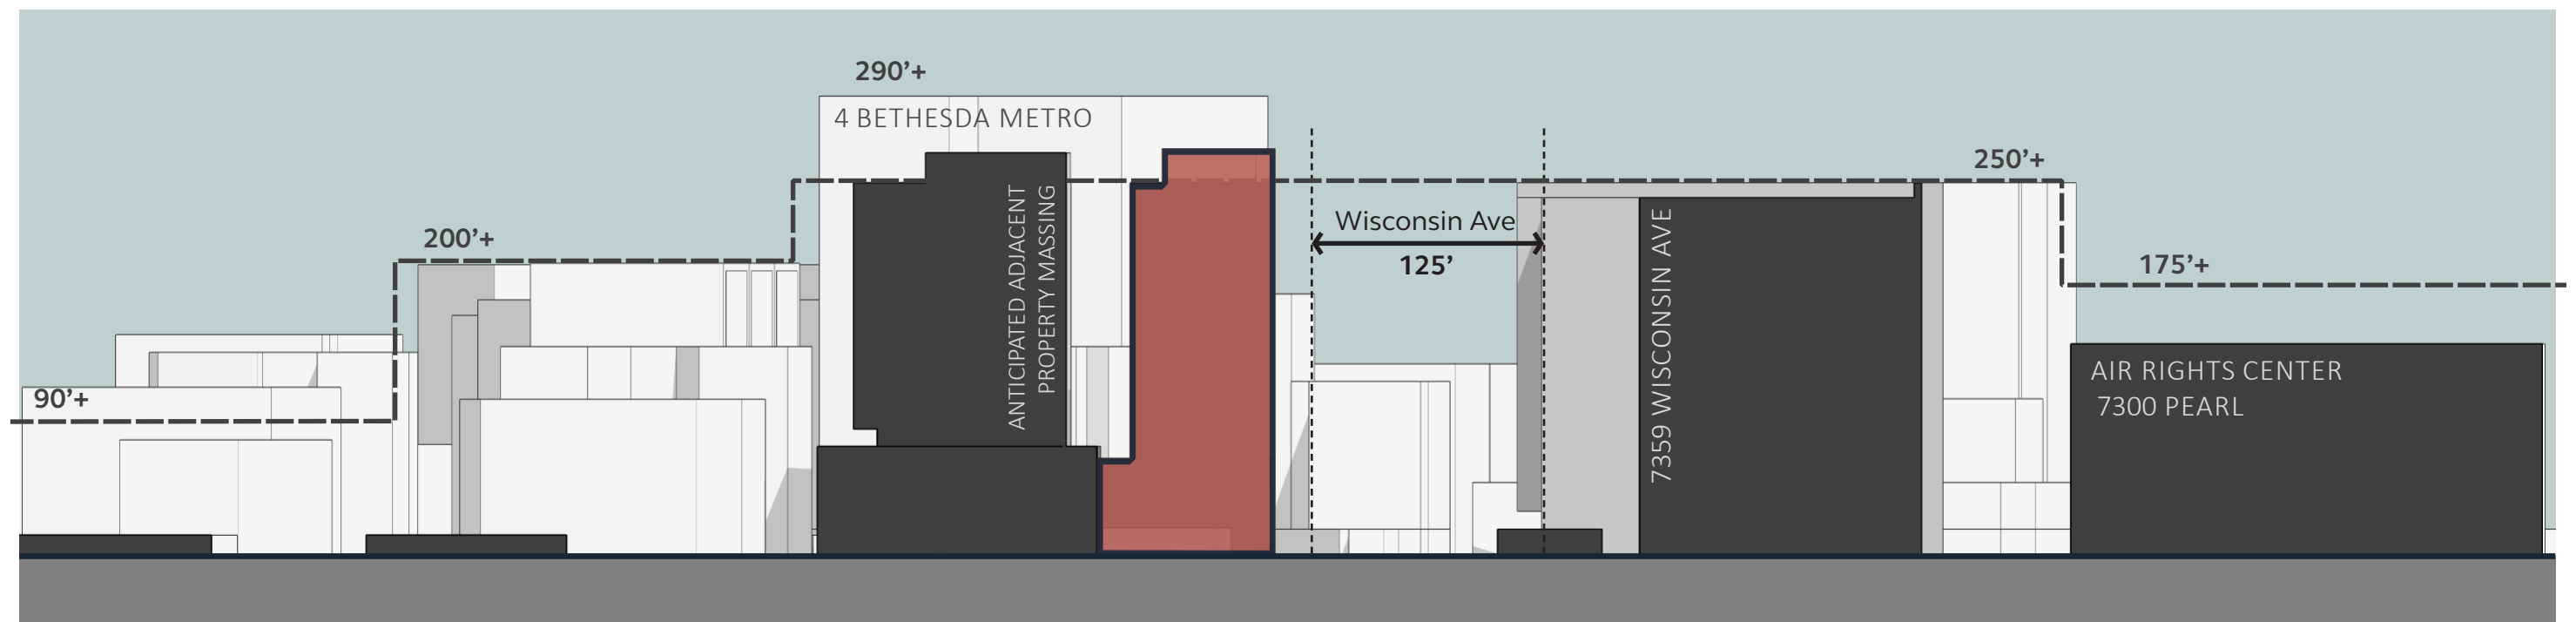 290’+
4 BETHESDA METRO
250’+
200’+
Wisconsin Ave
125’
175’+
90’+
ANTICIPATED ADJACENT
PROPERTY MASSING
7359 WISCONSIN AVE
AIR RIGHTS CENTER
7300 PEARL